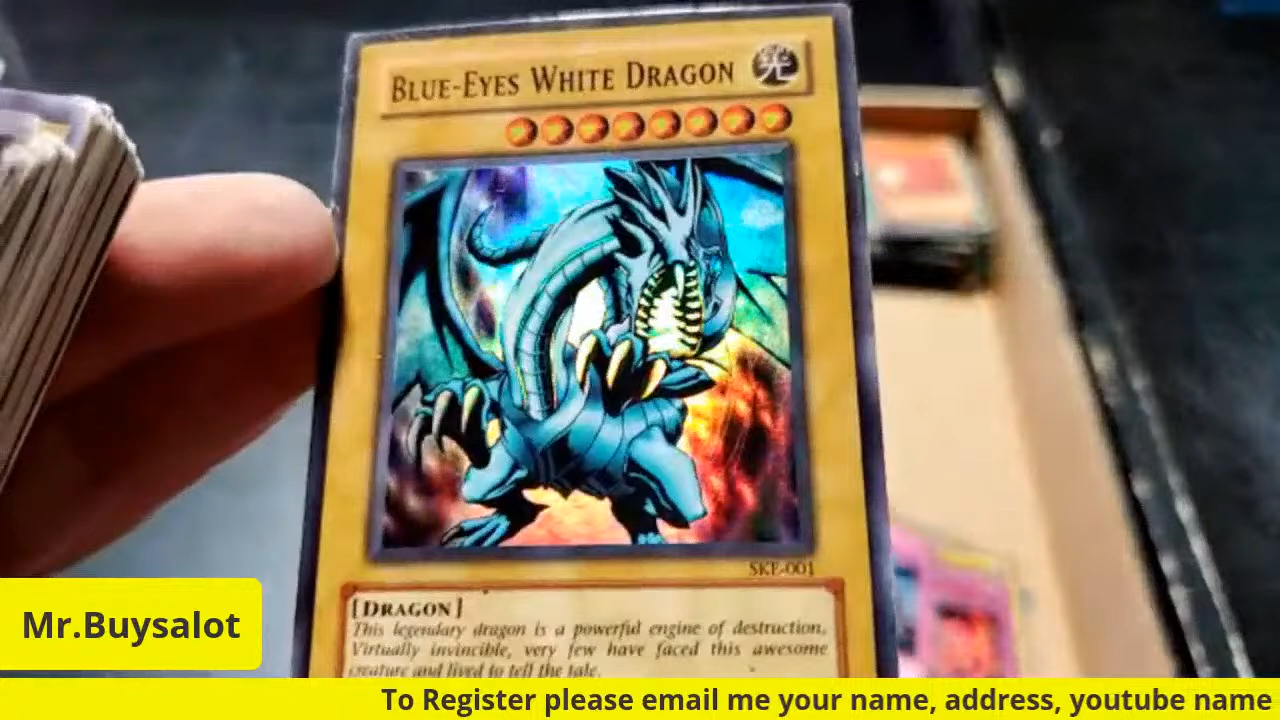 BLUE-EYES WHITE DRAGON
光
SKE-001
[DRAGON]
This legendary dragon is a powerful engine of destruction.
Virtually invincible, very few have faced this awesome
creature and lived to tell the tale.
Mr.Buysalot
To Register please email me your name, address, youtube name